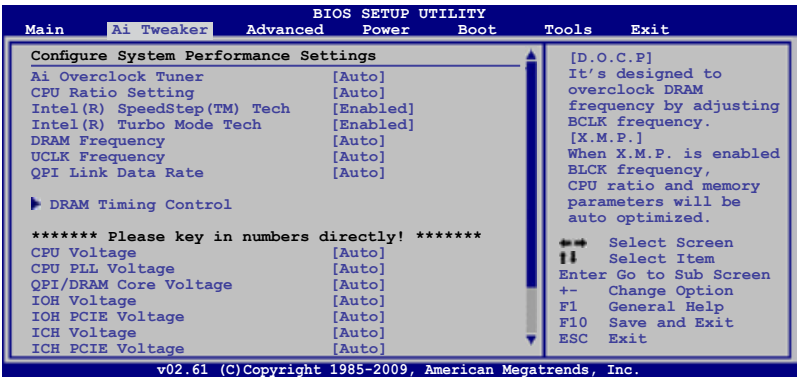 BIOS SETUP UTILITY
Main Ai Tweaker Advanced Power Boot Tools Exit
Configure System Performance Settings
Ai Overclock Tuner [Auto]
CPU Ratio Setting [Auto]
Intel(R) SpeedStep(TM) Tech [Enabled]
Intel(R) Turbo Mode Tech [Enabled]
DRAM Frequency [Auto]
UCLK Frequency [Auto]
QPI Link Data Rate [Auto]
DRAM Timing Control
******* Please key in numbers directly! *******
CPU Voltage [Auto]
CPU PLL Voltage [Auto]
QPI/DRAM Core Voltage [Auto]
IOH Voltage [Auto]
IOH PCIE Voltage [Auto]
ICH Voltage [Auto]
ICH PCIE Voltage [Auto]
[D.O.C.P]
It's designed to
overclock DRAM
frequency by adjusting
BCLK frequency.
[X.M.P.]
When X.M.P. is enabled
BLCK frequency,
CPU ratio and memory
parameters will be
auto optimized.
Select Screen
Select Item
Enter Go to Sub Screen
+- Change Option
F1 General Help
F10 Save and Exit
ESC Exit
v02.61 (C)Copyright 1985-2009, American Megatrends, Inc.